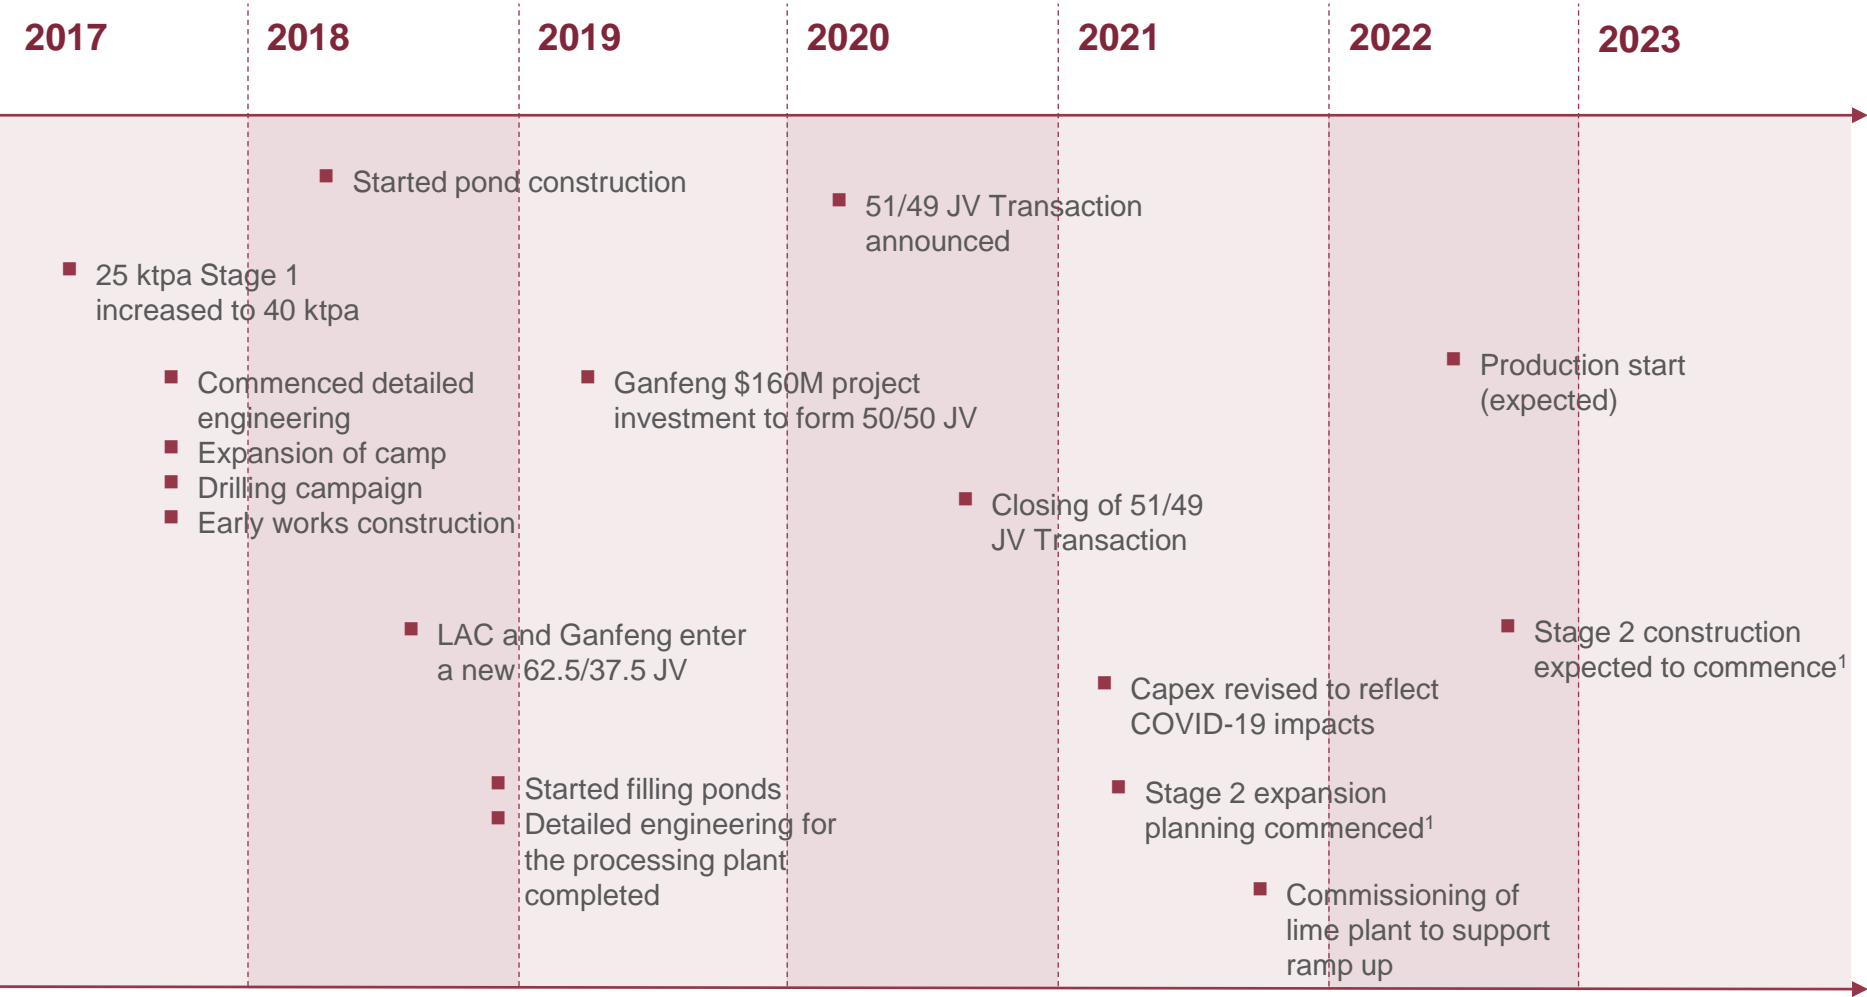 2017
2018
2019
2020
2021
2022
2023
Started pond construction
51/49 JV Transaction
announced
25 ktpa Stage 1
increased to 40 ktpa
Commenced detailed
engineering
Expansion of camp
Drilling campaign
Early works construction
Ganfeng $160M project
investment to form 50/50 JV
Production start
(expected)
Closing of 51/49
JV Transaction
LAC and Ganfeng enter
a new 62.5/37.5 JV
Stage 2 construction
expected to commence¹
Capex revised to reflect
COVID-19 impacts
Started filling ponds
Detailed engineering for
the processing plant
completed
Stage 2 expansion
planning commenced¹
Commissioning of
lime plant to support
ramp up